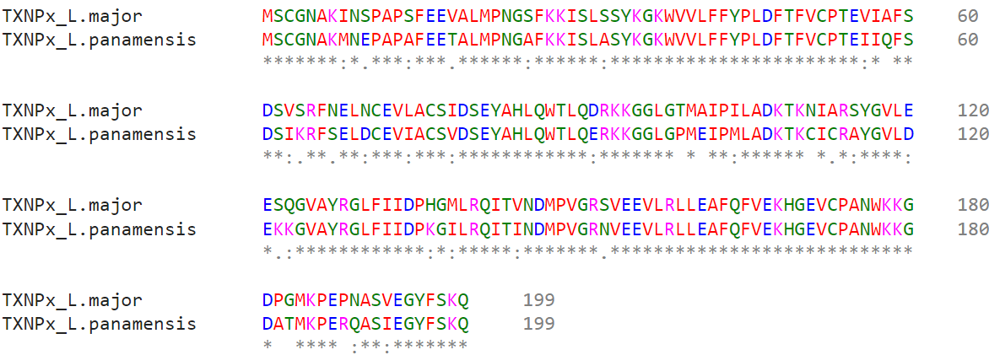 TXNPx_L.major MSCGNAKINSPAPSFEEVALMPNGSFKKISLSSYKGKWVVLFFYPLDFTFVCPTEVIAFS 60
TXNPx_L.panamensis MSCGNAKMNEPAPAFEETALMPNGAFKKISLASYKGKWVVLFFYPLDFTFVCPTEIIQFS 60
*******:*.***:***.******:******:***********************:* **
TXNPx_L.major DSVSRFNELNCEVLACSIDSEYAHLQWTLQDRKKGGLGTMAIPILADKTKNIARSYGVLE 120
TXNPx_L.panamensis DSIKRFSELDCEVIACSVDSEYAHLQWTLQERKKGGLGPMEIPMLADKTKCICRAYGVLD 120
**:.**.**:***:***:************:******* * **:****** *.*:****:
TXNPx_L.major ESQGVAYRGLFIIDPHGMLRQITVNDMPVGRSVEEVLRLLEAFQFVEKHGEVCPANWKKG 180
TXNPx_L.panamensis EKKGVAYRGLFIIDPKGILRQITINDMPVGRNVEEVLRLLEAFQFVEKHGEVCPANWKKG 180
*.:************:*:*****:*******.****************************
TXNPx_L.major DPGMKPEPNASVEGYFSKQ 199
TXNPx_L.panamensis DATMKPERQASIEGYFSKQ 199
*  **** :**:*******